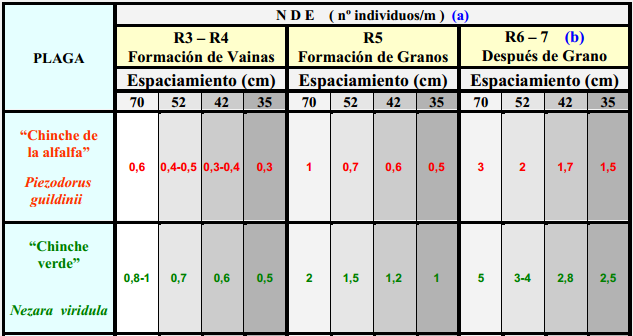 N D E ( nº individuos/m ) (a)
PLAGA
R3 – R4
Formación de Vainas
R5
Formación de Granos
R6 – 7 (b)
Después de Grano
Espaciamiento (cm)
Espaciamiento (cm)
Espaciamiento (cm)
70 52 42 35 70 52 42 35 70 52 42 35
“Chinche de
la alfalfa”
Piezodorus
guildinii
0,6 0,4-0,5 0,3-0,4 0,3 1 0,7 0,6 0,5 3 2 1,7 1,5
“Chinche
verde”
Nezara viridula
0,8-1 0,7 0,6 0,5 2 1,5 1,2 1 5 3-4 2,8 2,5